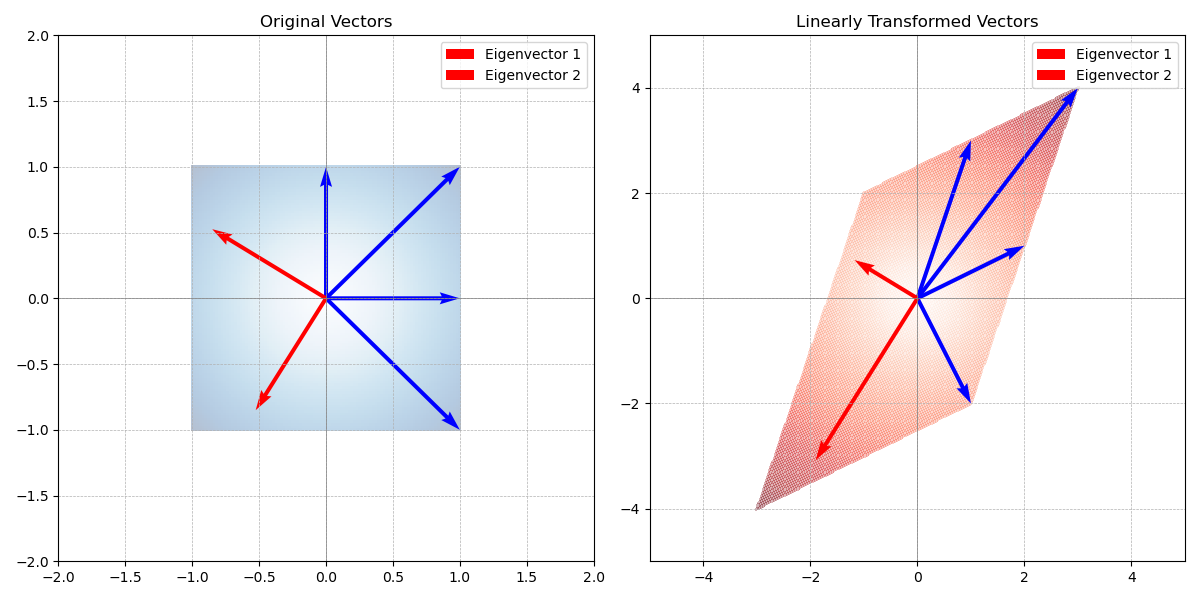 Original Vectors
Eigenvector 1
Eigenvector 2
2.0
1.5
1.0
0.5
0.0
−0.5
−1.0
−1.5
−2.0
−2.0 −1.5 −1.0 −0.5 0.0 0.5 1.0 1.5 2.0
Linearly Transformed Vectors
Eigenvector 1
Eigenvector 2
4
2
0
−2
−4
−4 −2 0 2 4